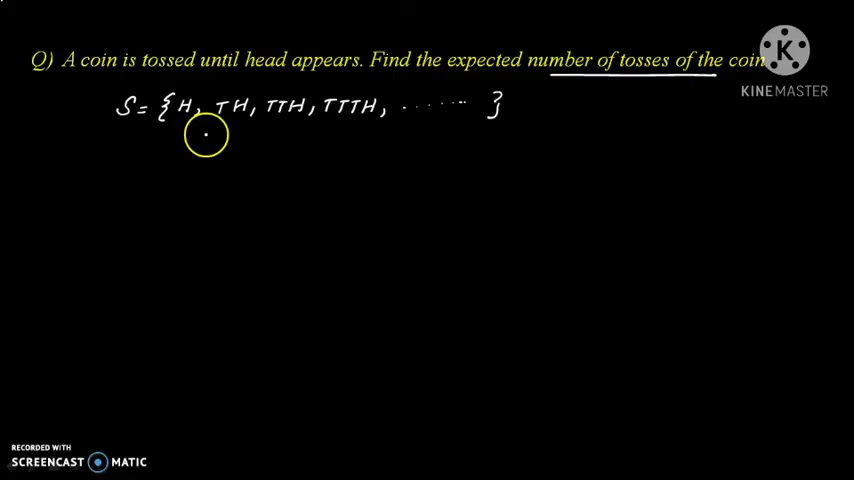 Q) A coin is tossed until head appears. Find the expected number of tosses of the coin
S = {H, TH, TTH, TTTH, ........ }
K
KINEMASTER
RECORDED WITH
SCREENCAST MATIC